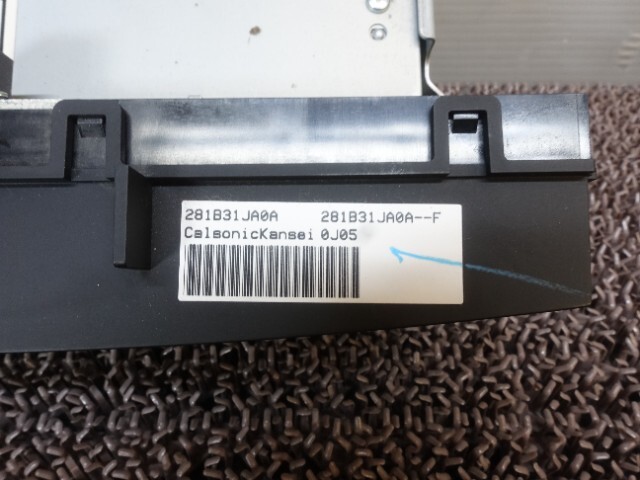 281B31JA0A 281B31JA0A--F
CalsonicKansei 0J05